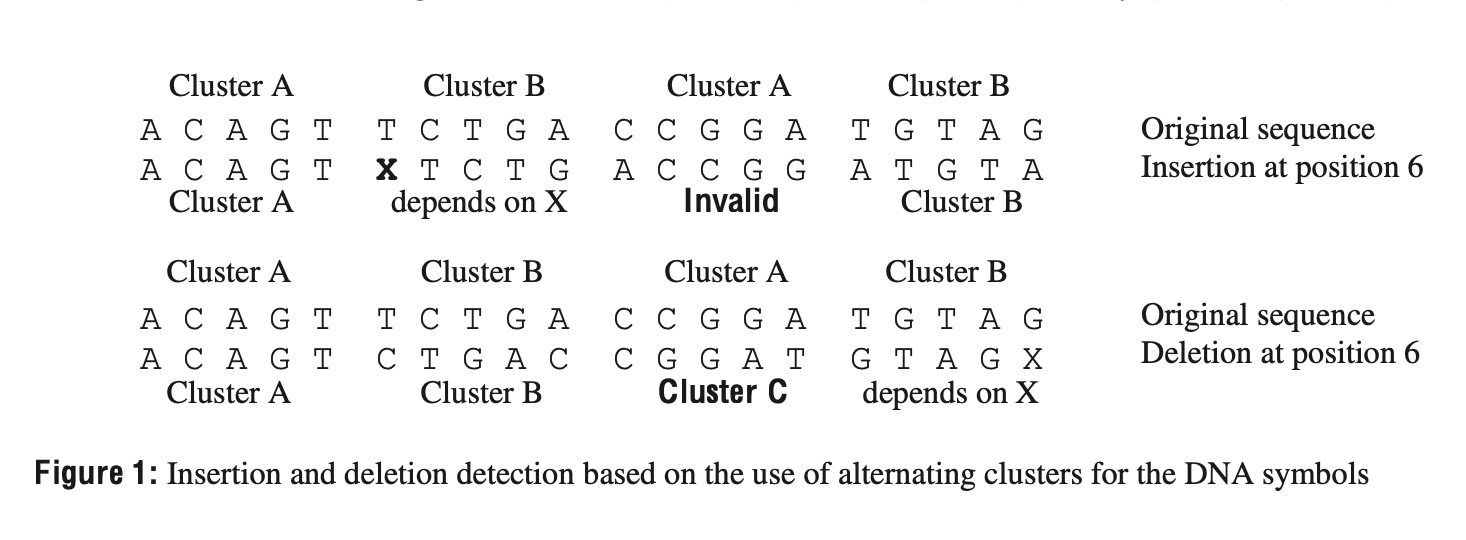 Cluster A Cluster B Cluster A Cluster B
A C A G T T C T G A C C G G A T G T A G Original sequence
A C A G T X T C T G A C C G G A T G T A Insertion at position 6
Cluster A depends on X Invalid Cluster B
Cluster A Cluster B Cluster A Cluster B
A C A G T T C T G A C C G G A T G T A G Original sequence
A C A G T C T G A C C G G A T G T A G X Deletion at position 6
Cluster A Cluster B Cluster C depends on X
Figure 1: Insertion and deletion detection based on the use of alternating clusters for the DNA symbols